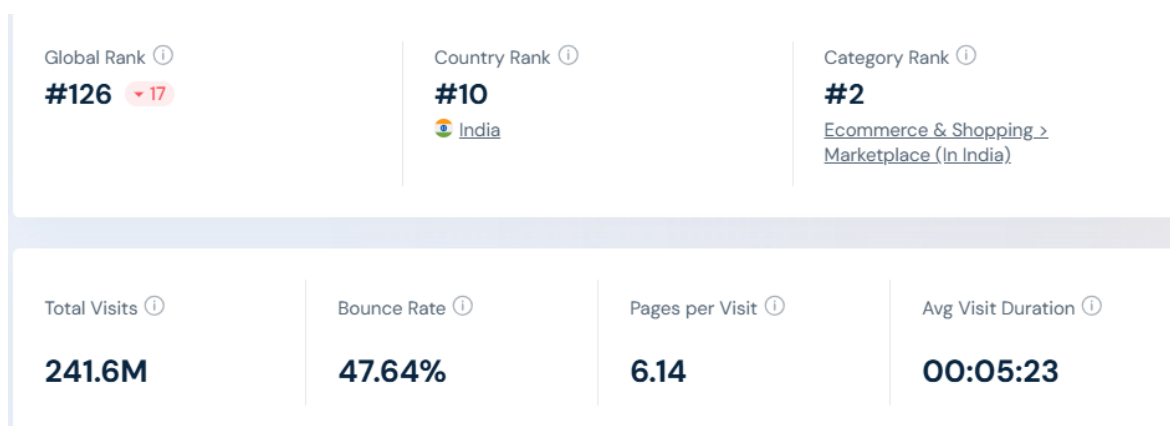 Global Rank
#126 17
Country Rank
#10
India
Category Rank
#2
Ecommerce & Shopping >
Marketplace (In India)
Total Visits
241.6M
Bounce Rate
47.64%
Pages per Visit
6.14
Avg Visit Duration
00:05:23